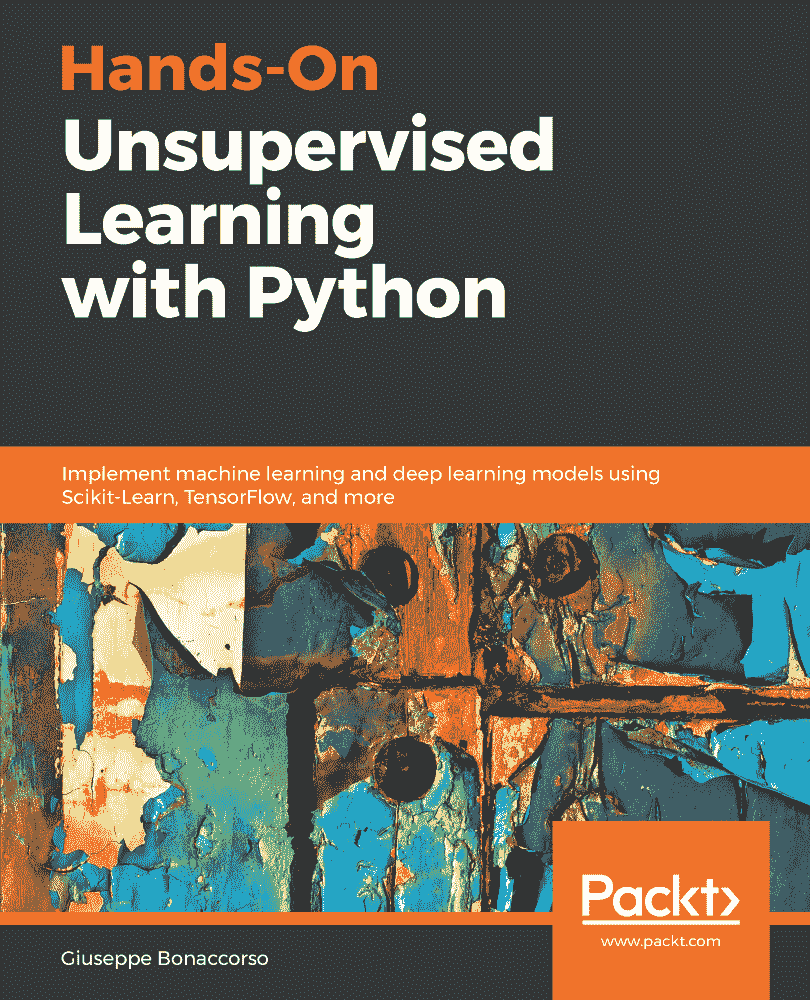 Hands-On
Unsupervised
Learning
with Python
Implement machine learning and deep learning models using
Scikit-Learn, TensorFlow, and more
Packt>
www.packt.com
Giuseppe Bonaccorso